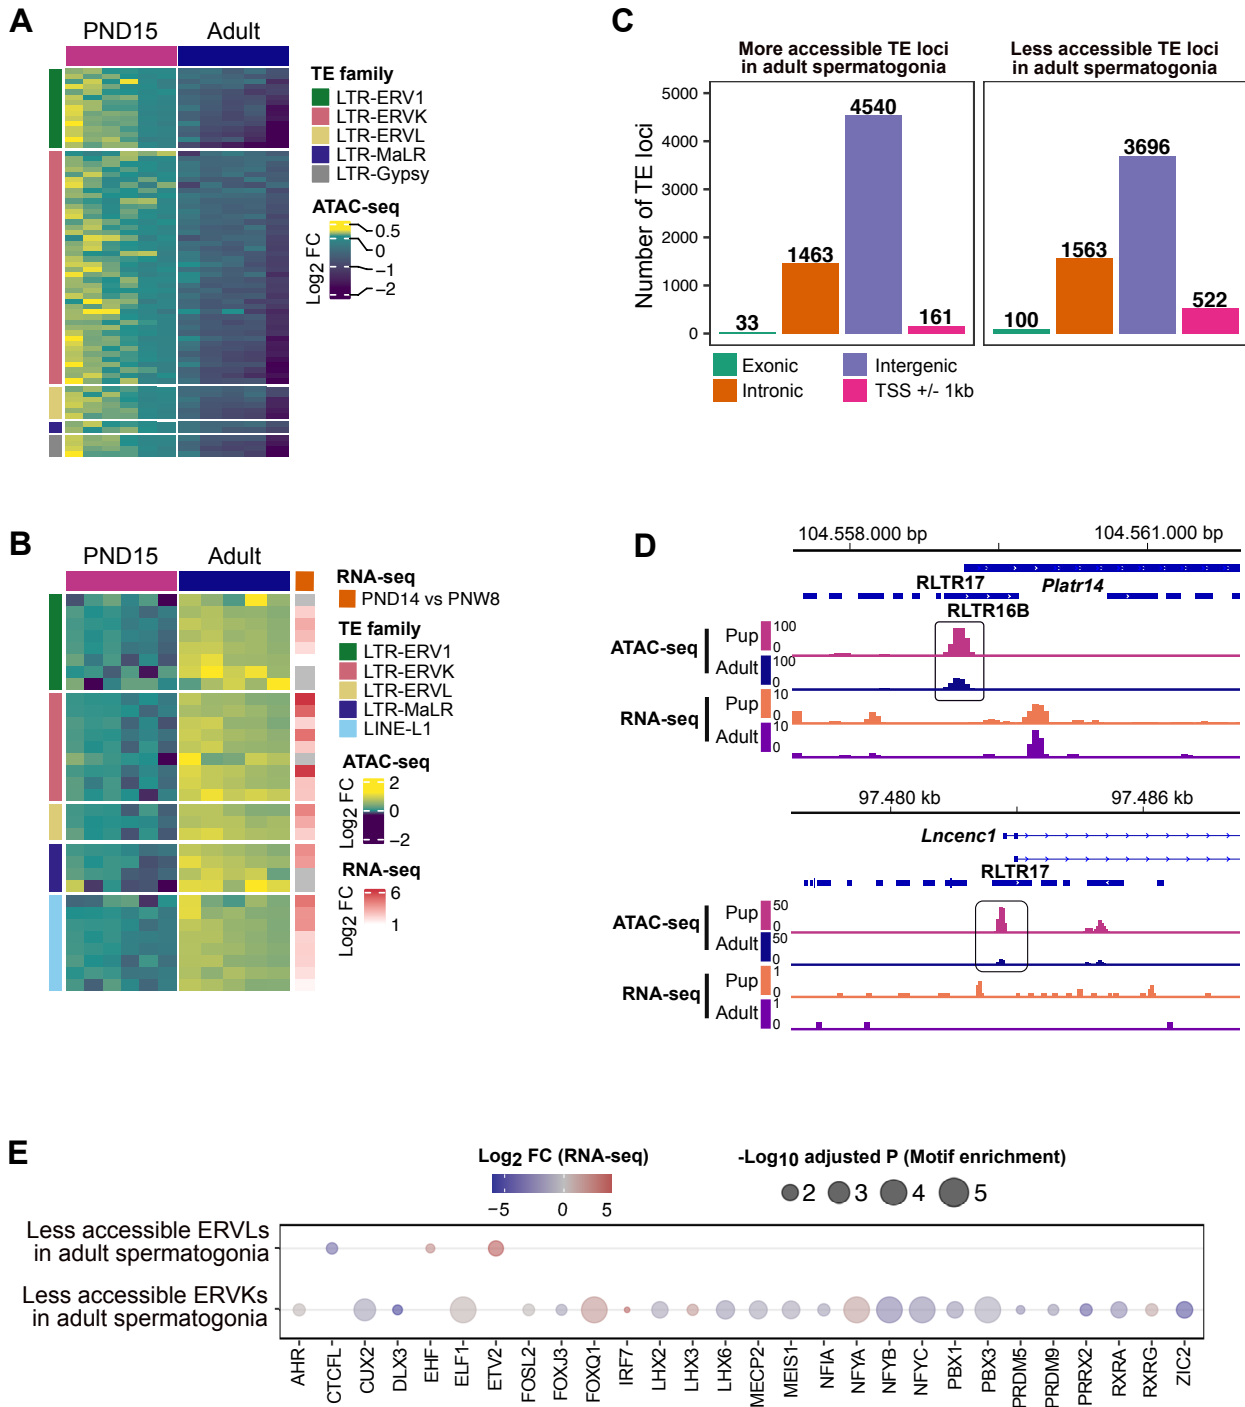 A
PND15
Adult
TE family
LTR-ERV1
LTR-ERVK
LTR-ERVL
LTR-MaLR
LTR-Gypsy
ATAC-seq
Log2 FC
0.5
0
−1
−2
B
PND15
Adult
RNA-seq
PND14 vs PNW8
TE family
LTR-ERV1
LTR-ERVK
LTR-ERVL
LTR-MaLR
LINE-L1
ATAC-seq
Log2 FC
2
0
−2
RNA-seq
Log2 FC
6
1
C
More accessible TE loci
in adult spermatogonia
Less accessible TE loci
in adult spermatogonia
Number of TE loci
5000
4000
3000
2000
1000
0
33
1463
4540
161
100
1563
3696
522
Exonic
Intronic
Intergenic
TSS +/- 1kb
D
104.558.000 bp
104.561.000 bp
RLTR17
Platr14
RLTR16B
ATAC-seq
Pup
100
0
Adult
100
0
RNA-seq
Pup
10
0
Adult
10
0
97.480 kb
97.486 kb
Lncenc1
RLTR17
ATAC-seq
Pup
50
0
Adult
50
0
RNA-seq
Pup
1
0
Adult
1
0
E
Log2 FC (RNA-seq)
−5
0
5
-Log10 adjusted P (Motif enrichment)
2
3
4
5
Less accessible ERVLs
in adult spermatogonia
Less accessible ERVKs
in adult spermatogonia
AHR
CTCFL
CUX2
DLX3
EHF
ELF1
ETV2
FOSL2
FOXJ3
FOXQ1
IRF7
LHX2
LHX3
LHX6
MECP2
MEIS1
NFIA
NFYA
NFYB
NFYC
PBX1
PBX3
PRDM5
PRDM9
PRRX2
RXRA
RXRG
ZIC2